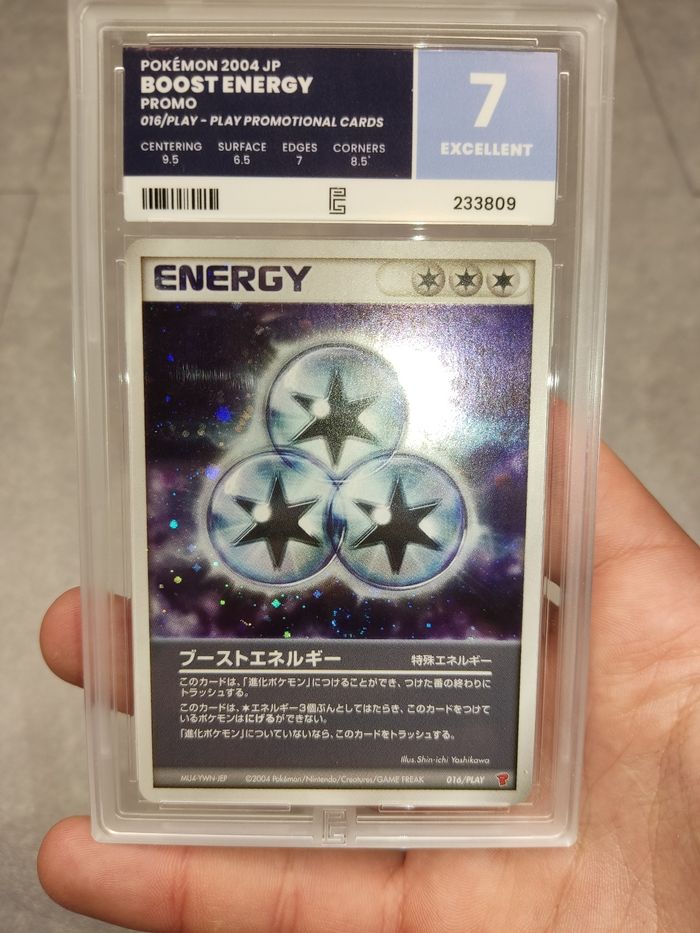 POKÉMON 2004 JP
BOOST ENERGY
PROMO
016/PLAY - PLAY PROMOTIONAL CARDS
CENTERING SURFACE EDGES CORNERS
9.5 6.5 7 8.5
7
EXCELLENT
233809
ENERGY
ブーストエネルギー 特殊エネルギー
このカードは、「進化ポケモン」につけることができ、つけた番の終わりに
トラッシュする。
このカードは、*エネルギー3個ぶんとしてはたらき、このカードをつけて
いるポケモンはにげるができない。
「進化ポケモン」についていないなら、このカードをトラッシュする。
Illus.Shin-ichi Yoshikawa
MU4-YWN-JEP ©2004 Pokémon/Nintendo/Creatures/GAME FREAK 016/PLAY